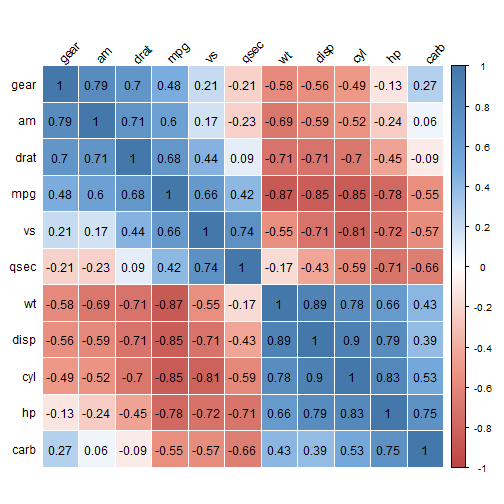 gear am drat mpg vs qsec wt disp cyl hp carb
gear 1 0.79 0.7 0.48 0.21 -0.21 -0.58 -0.56 -0.49 -0.13 0.27 1
am 0.79 1 0.71 0.6 0.17 -0.23 -0.69 -0.59 -0.52 -0.24 0.06 0.8
drat 0.7 0.71 1 0.68 0.44 0.09 -0.71 -0.71 -0.7 -0.45 -0.09 0.6
mpg 0.48 0.6 0.68 1 0.66 0.42 -0.87 -0.85 -0.85 -0.78 -0.55 0.4
vs 0.21 0.17 0.44 0.66 1 0.74 -0.55 -0.71 -0.81 -0.72 -0.57 0.2
qsec -0.21 -0.23 0.09 0.42 0.74 1 -0.17 -0.43 -0.59 -0.71 -0.66 0
wt -0.58 -0.69 -0.71 -0.87 -0.55 -0.17 1 0.89 0.78 0.66 0.43 -0.2
disp -0.56 -0.59 -0.71 -0.85 -0.71 -0.43 0.89 1 0.9 0.79 0.39 -0.4
cyl -0.49 -0.52 -0.7 -0.85 -0.81 -0.59 0.78 0.9 1 0.83 0.53 -0.6
hp -0.13 -0.24 -0.45 -0.78 -0.72 -0.71 0.66 0.79 0.83 1 0.75 -0.8
carb 0.27 0.06 -0.09 -0.55 -0.57 -0.66 0.43 0.39 0.53 0.75 1 -1